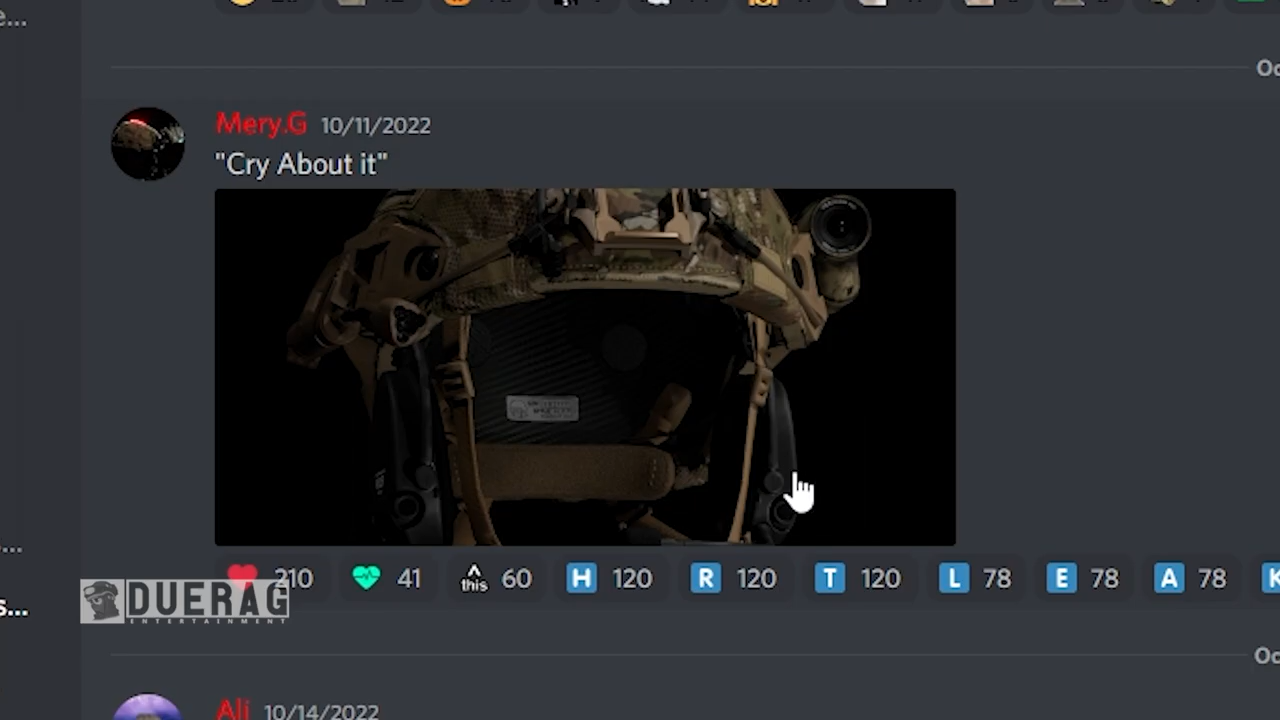 Mery.G 10/11/2022
"Cry About it"
210 41 this 60 H 120 R 120 T 120 L 78 E 78 A 78 K
DUERAG
ENTERTAINMENT
Ali 10/14/2022